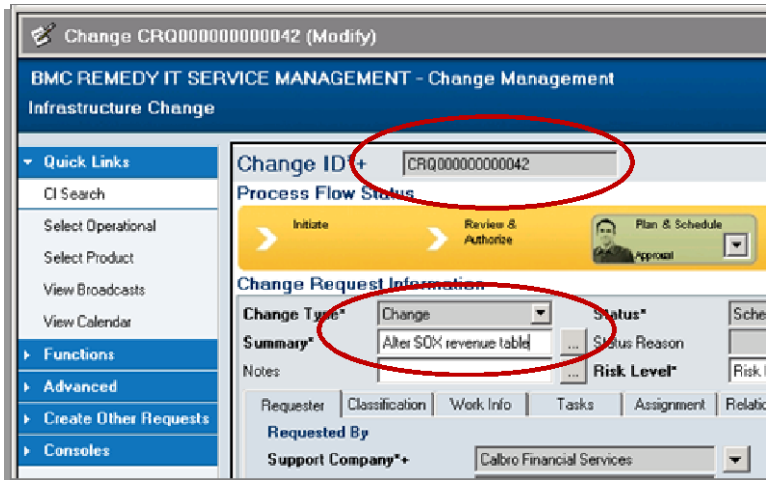 Change CRQ000000000042 (Modify)
BMC REMEDY IT SERVICE MANAGEMENT - Change Management
Infrastructure Change
Quick Links
CI Search
Select Operational
Select Product
View Broadcasts
View Calendar
Functions
Advanced
Create Other Requests
Consoles
Change ID*+ CRQ000000000042
Process Flow Status
Initiate
Review & Authorize
Plan & Schedule
Approval
Change Request Information
Change Type* Change Status* Sche
Summary* Alter SOX revenue table ... Status Reason
Notes ... Risk Level* Risk
Requester Classification Work Info Tasks Assignment Relatio
Requested By
Support Company*+ Calbro Financial Services